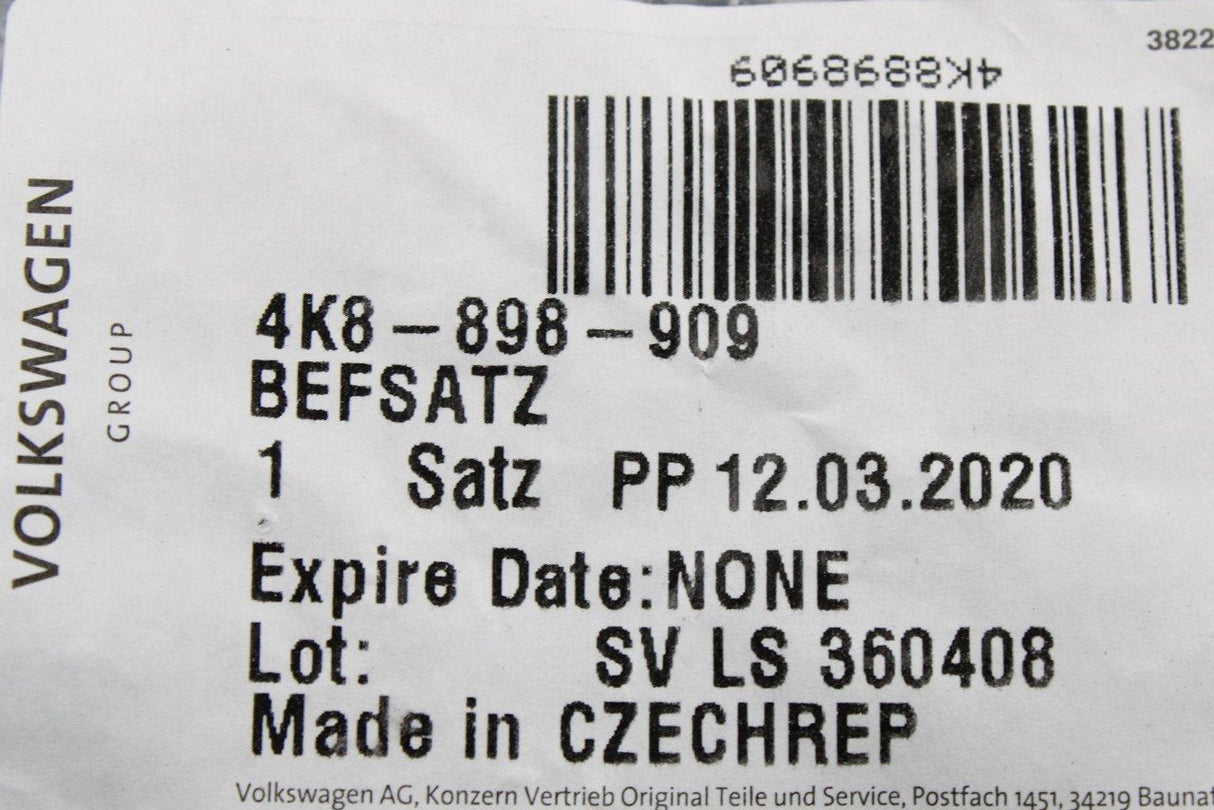 3822
4K8898909
VOLKSWAGEN
GROUP
4K8-898-909
BEFSATZ
1 Satz PP 12.03.2020
Expire Date:NONE
Lot: SV LS 360408
Made in CZECHREP
Volkswagen AG, Konzern Vertrieb Original Teile und Service, Postfach 1451, 34219 Baunat